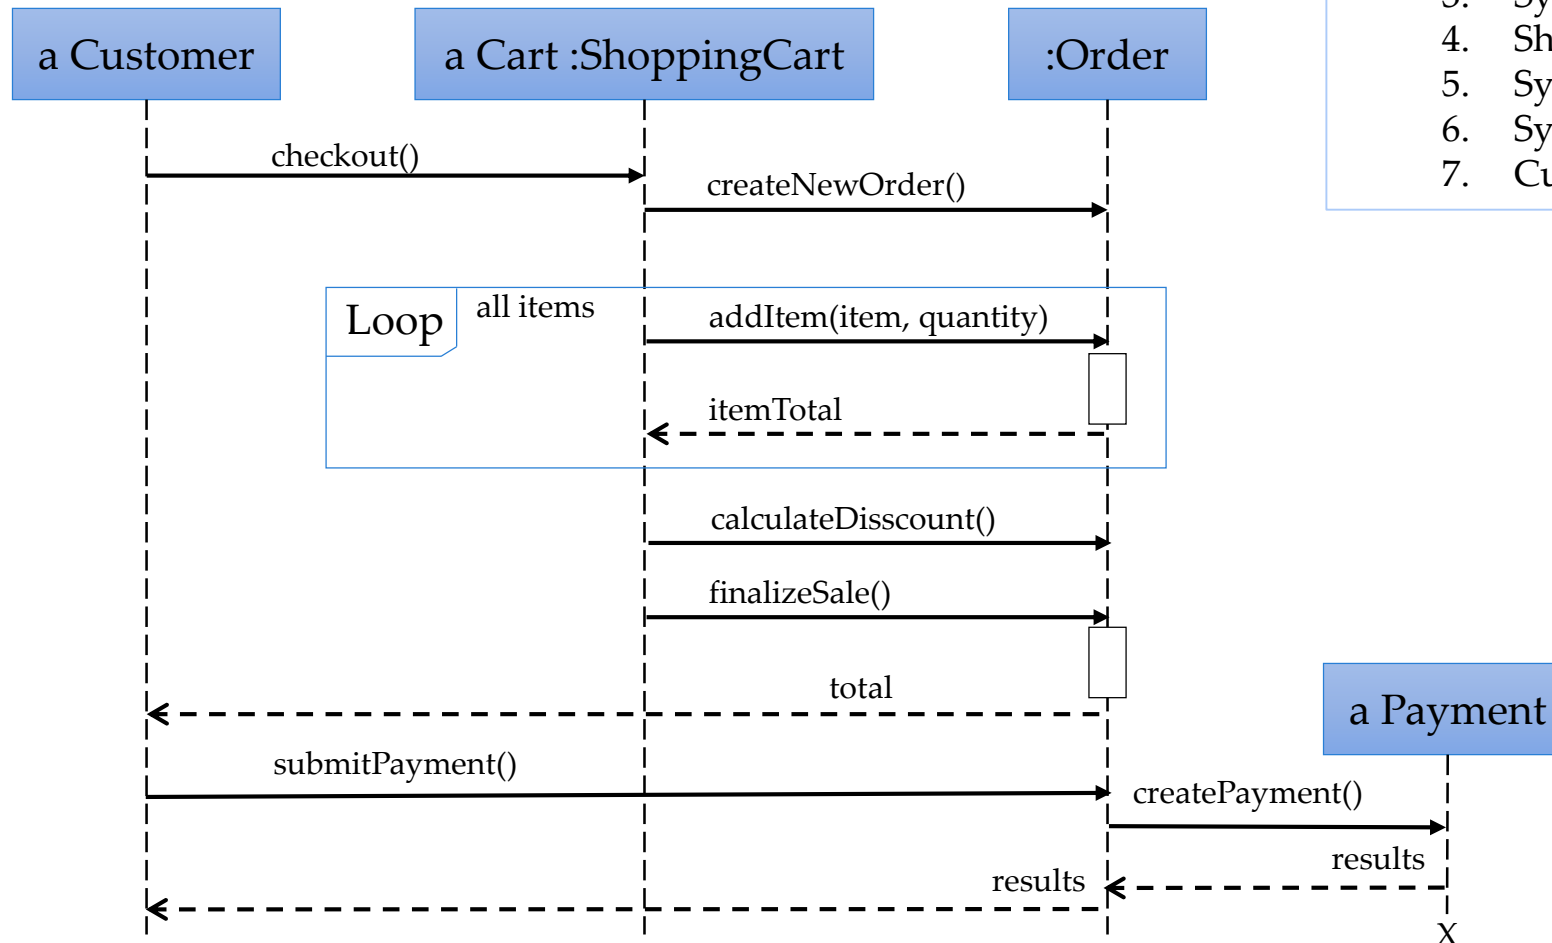 a Customer
a Cart :ShoppingCart
:Order
4.
5.
6.
7.
checkout()
createNewOrder()
Loop
all items
addItem(item, quantity)
itemTotal
calculateDisscount()
finalizeSale()
total
a Payment
submitPayment()
createPayment()
results
results
X